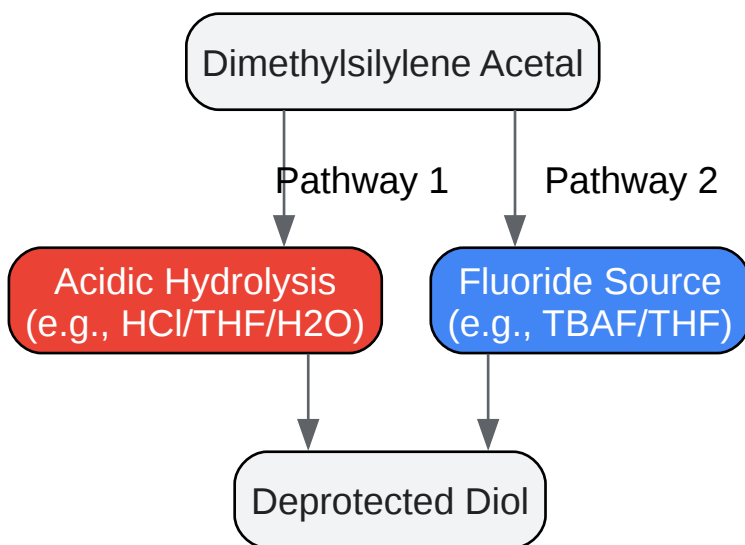 Dimethylsilylene Acetal
Pathway 1
Pathway 2
Acidic Hydrolysis
(e.g., HCl/THF/H2O)
Fluoride Source
(e.g., TBAF/THF)
Deprotected Diol